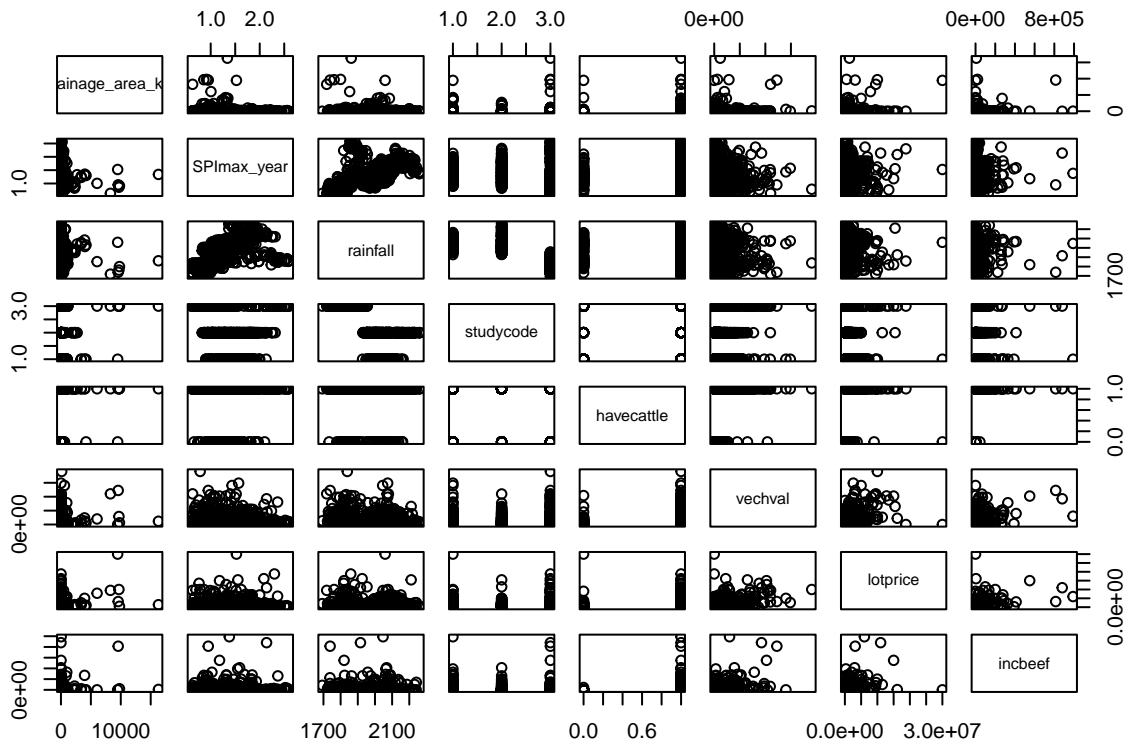 1.0 2.0 1.0 2.0 3.0 0e+00 0e+00 8e+05
ainage_area_k 0
1.0 SPImax_year
rainfall 1700
1.0 3.0 studycode
havecattle 0.0 1.0
0e+00 vechval
lotprice 0.0e+00
0e+00 incbeef
0 10000 1700 2100 0.0 0.6 0.0e+00 3.0e+07